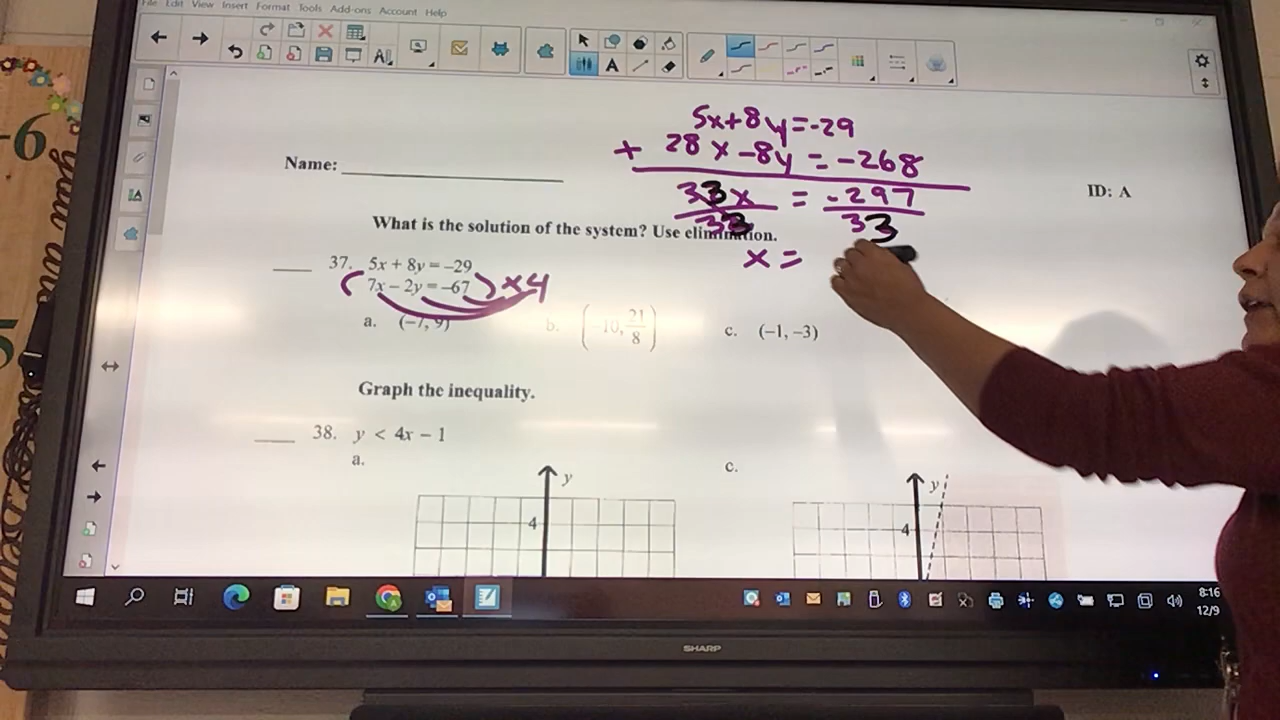 File Edit View Insert Format Tools Add-ons Account Help
5x+8y=-29
+ 28x-8y=-268
33x = -297
33 33
x =
Name:
ID: A
What is the solution of the system? Use elimination.
37. 5x + 8y = –29
7x – 2y = –67 ×4
a. (–7, 9) b. (–10, 21/8) c. (–1, –3)
Graph the inequality.
38. y < 4x – 1
a. c.
y y
4 4
8:16
12/9
SHARP
-6
5